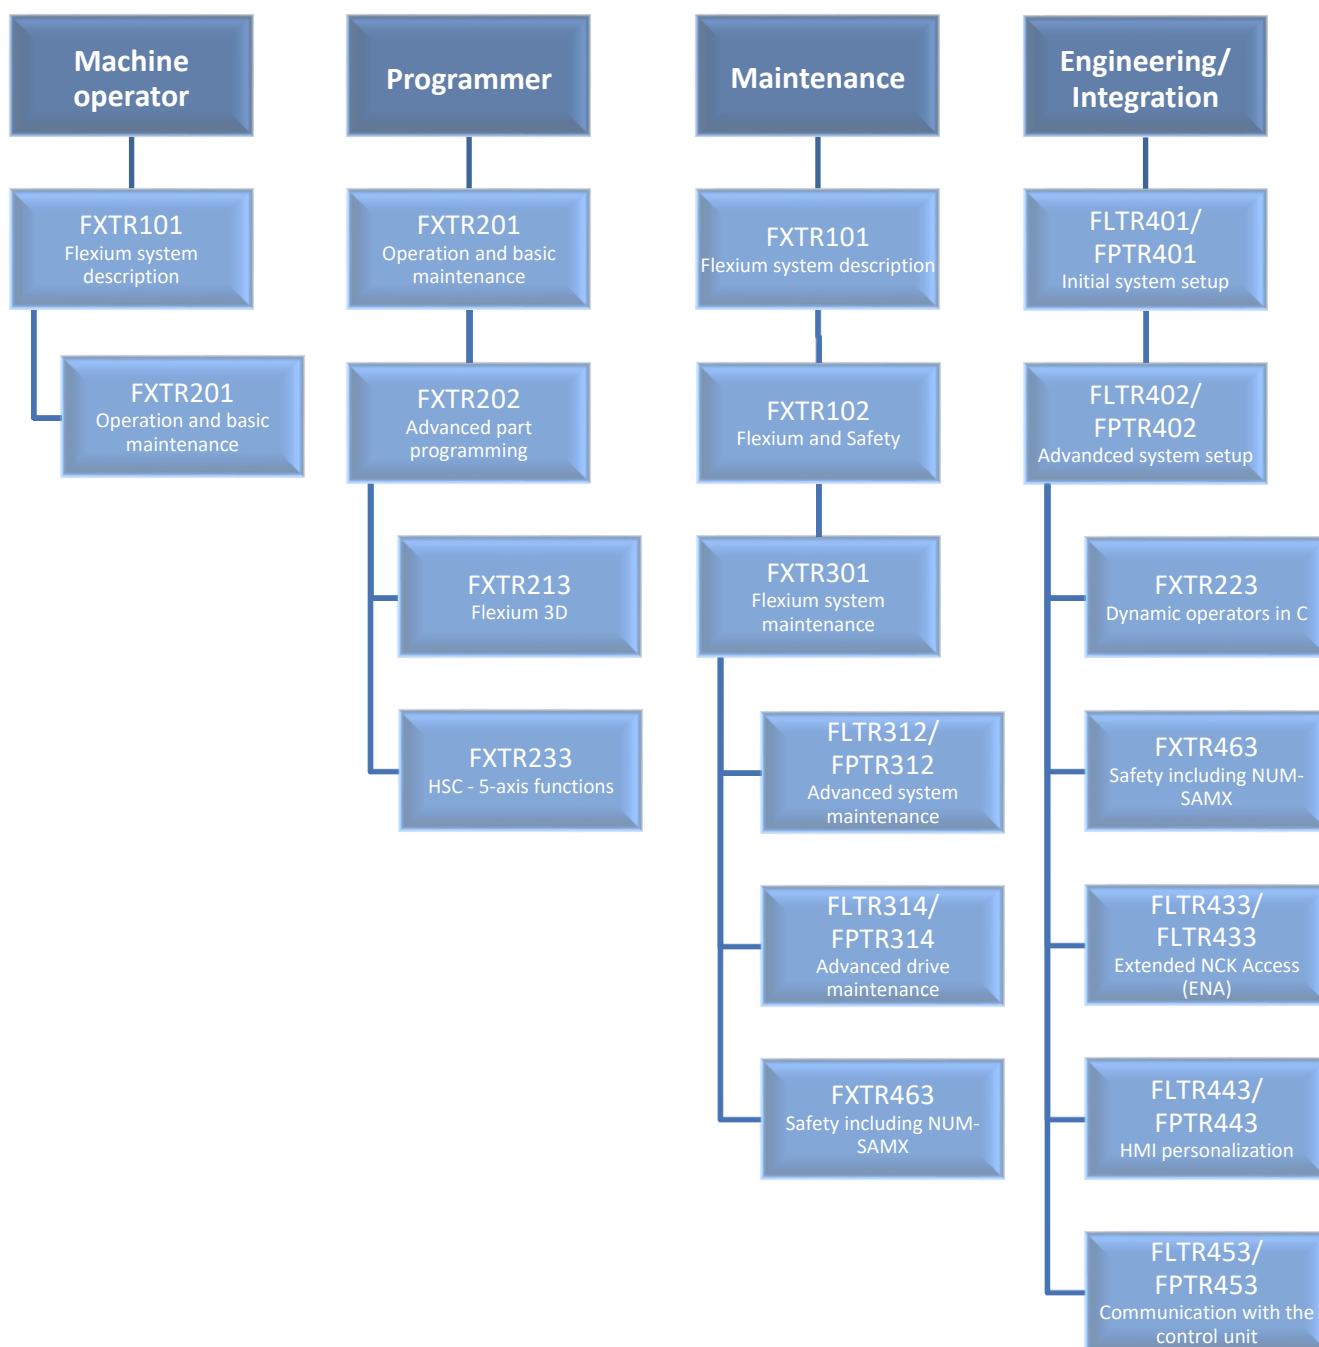 Machine
operator
FXTR101
Flexium system
description
FXTR201
Operation and basic
maintenance
Programmer
FXTR201
Operation and basic
maintenance
FXTR202
Advanced part
programming
FXTR213
Flexium 3D
FXTR233
HSC - 5-axis functions
Maintenance
FXTR101
Flexium system description
FXTR102
Flexium and Safety
FXTR301
Flexium system
maintenance
FLTR312/
FPTR312
Advanced system
maintenance
FLTR314/
FPTR314
Advanced drive
maintenance
FXTR463
Safety including NUM-
SAMX
Engineering/
Integration
FLTR401/
FPTR401
Initial system setup
FLTR402/
FPTR402
Advandced system setup
FXTR223
Dynamic operators in C
FXTR463
Safety including NUM-
SAMX
FLTR433/
FLTR433
Extended NCK Access
(ENA)
FLTR443/
FPTR443
HMI personalization
FLTR453/
FPTR453
Communication with the
control unit